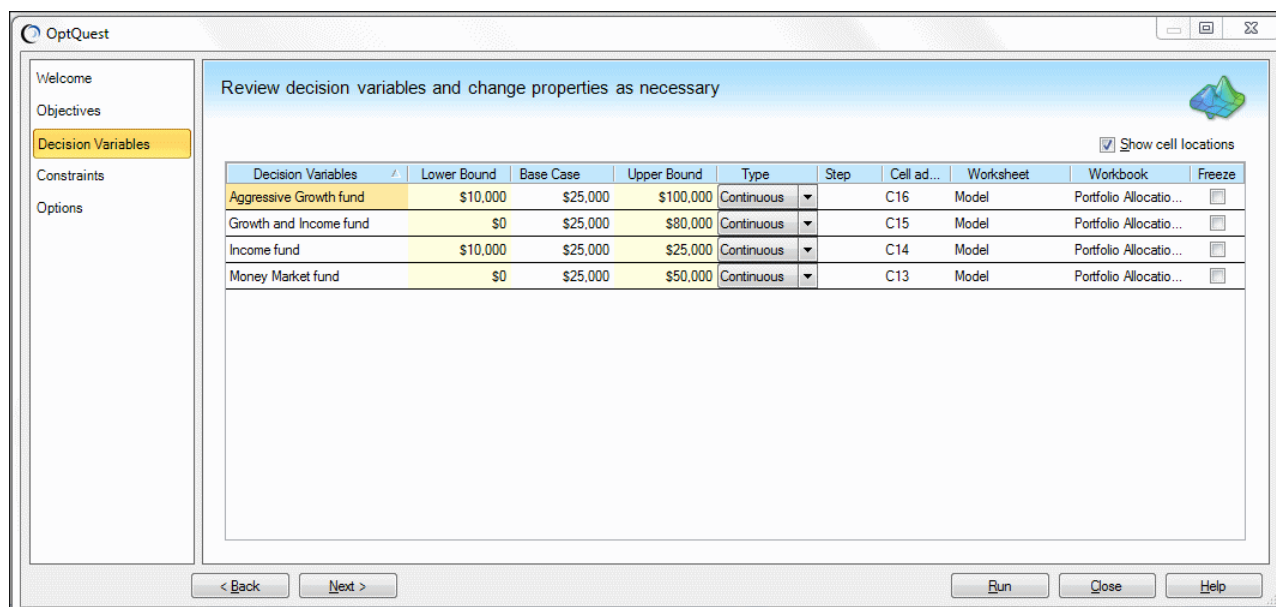 OptQuest
Welcome
Objectives
Decision Variables
Constraints
Options
Review decision variables and change properties as necessary
Show cell locations
Decision Variables Lower Bound Base Case Upper Bound Type Step Cell ad... Worksheet Workbook Freeze
Aggressive Growth fund $10,000 $25,000 $100,000 Continuous C16 Model Portfolio Allocatio...
Growth and Income fund $0 $25,000 $80,000 Continuous C15 Model Portfolio Allocatio...
Income fund $10,000 $25,000 $25,000 Continuous C14 Model Portfolio Allocatio...
Money Market fund $0 $25,000 $50,000 Continuous C13 Model Portfolio Allocatio...
< Back Next > Run Close Help